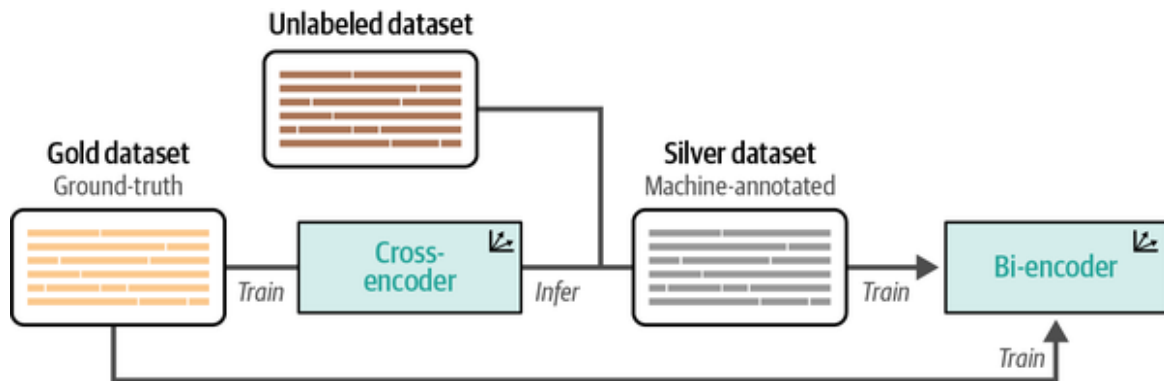 Unlabeled dataset
Gold dataset
Ground-truth
Silver dataset
Machine-annotated
Train
Cross-
encoder
Infer
Train
Bi-encoder
Train